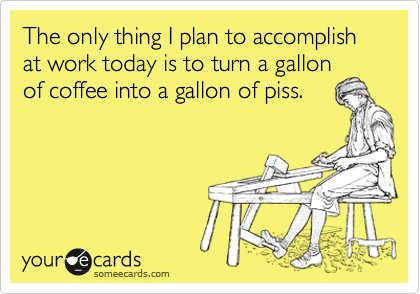 The only thing I plan to accomplish
at work today is to turn a gallon
of coffee into a gallon of piss.
your e cards
someecards.com